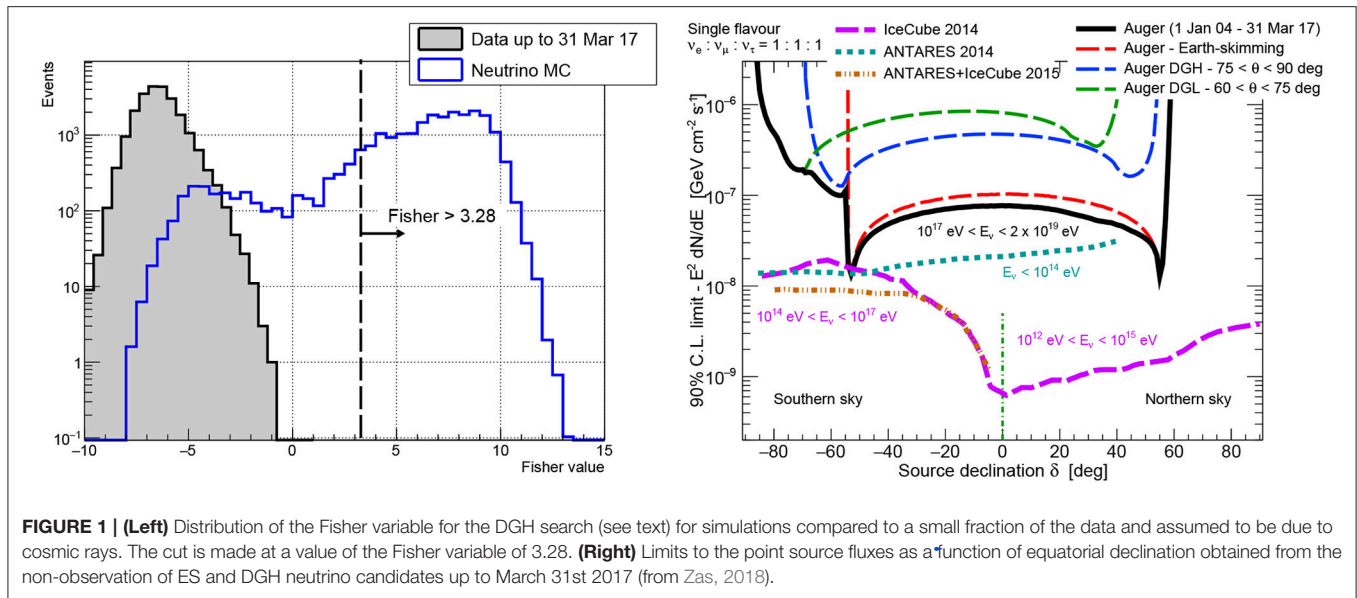 Data up to 31 Mar 17
Neutrino MC
Events
10³
10²
10
1
10⁻¹
Fisher > 3.28
−10
−5
0
5
10
15
Fisher value
Single flavour
νₑ : ν_μ : ν_τ = 1 : 1 : 1
IceCube 2014
ANTARES 2014
ANTARES+IceCube 2015
Auger (1 Jan 04 - 31 Mar 17)
Auger - Earth-skimming
Auger DGH - 75 < θ < 90 deg
Auger DGL - 60 < θ < 75 deg
90% C.L. limit - E² dN/dE [GeV cm⁻² s⁻¹]
10⁻⁶
10⁻⁷
10⁻⁸
10⁻⁹
10¹⁷ eV < E_ν < 2 x 10¹⁹ eV
E_ν < 10¹⁴ eV
10¹⁴ eV < E_ν < 10¹⁷ eV
10¹² eV < E_ν < 10¹⁵ eV
Southern sky
Northern sky
−80
−60
−40
−20
0
20
40
60
80
Source declination δ [deg]
FIGURE 1 | (Left) Distribution of the Fisher variable for the DGH search (see text) for simulations compared to a small fraction of the data and assumed to be due to
cosmic rays. The cut is made at a value of the Fisher variable of 3.28. (Right) Limits to the point source fluxes as a function of equatorial declination obtained from the
non-observation of ES and DGH neutrino candidates up to March 31st 2017 (from Zas, 2018).